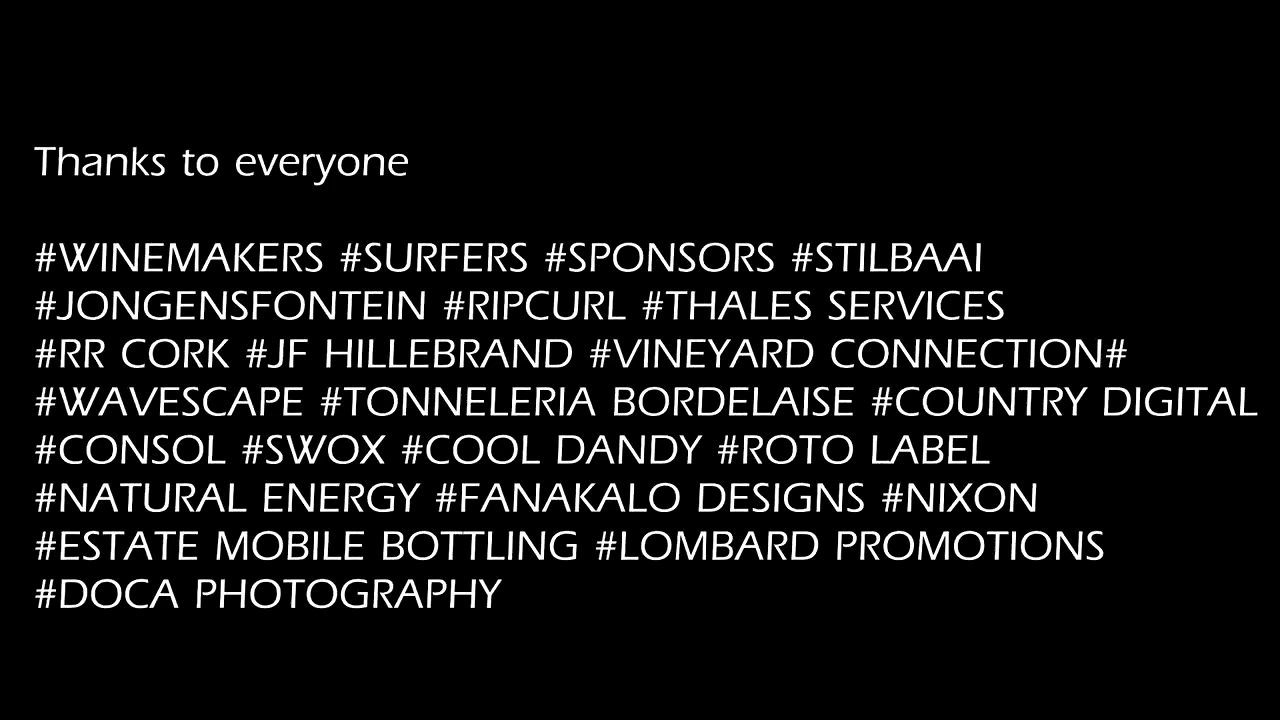 Thanks to everyone
#WINEMAKERS #SURFERS #SPONSORS #STILBAAI
#JONGENSFONTEIN #RIPCURL #THALES SERVICES
#RR CORK #JF HILLEBRAND #VINEYARD CONNECTION#
#WAVESCAPE #TONNELERIA BORDELAISE #COUNTRY DIGITAL
#CONSOL #SWOX #COOL DANDY #ROTO LABEL
#NATURAL ENERGY #FANAKALO DESIGNS #NIXON
#ESTATE MOBILE BOTTLING #LOMBARD PROMOTIONS
#DOCA PHOTOGRAPHY